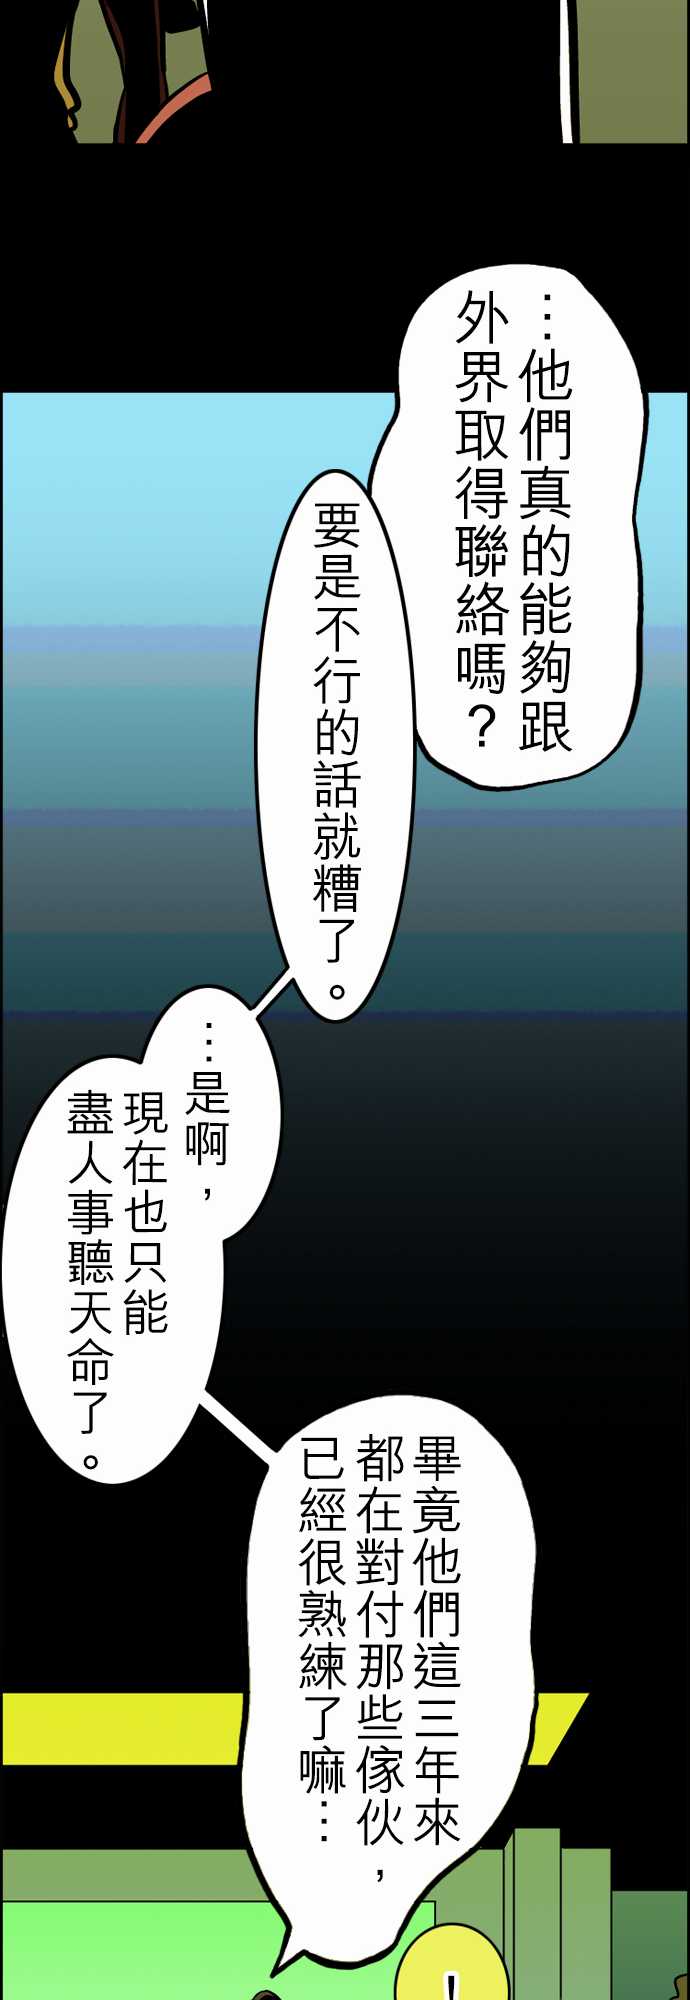 …他們真的能夠跟
外界取得聯絡嗎？
要是不行的話就糟了。
…是啊，
現在也只能
盡人事聽天命了。
畢竟他們這三年來
都在對付那些傢伙，
已經很熟練了嘛…
！